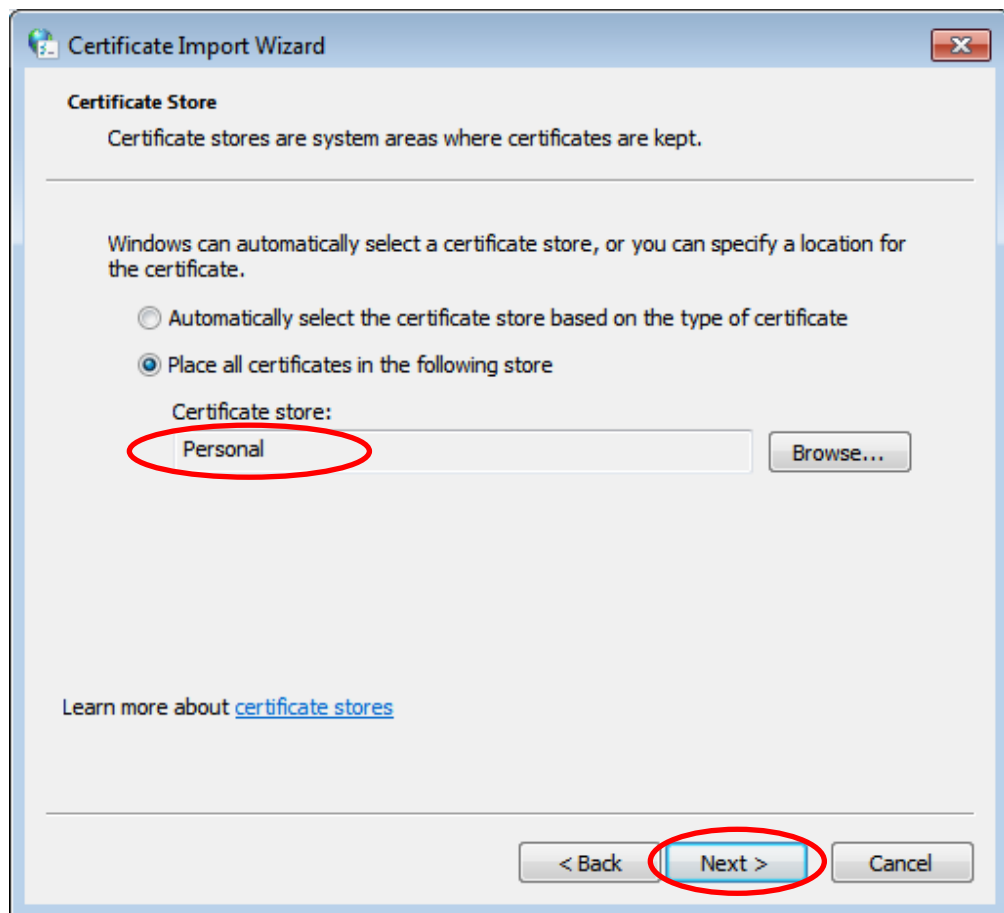 Certificate Import Wizard
Certificate Store
Certificate stores are system areas where certificates are kept.
Windows can automatically select a certificate store, or you can specify a location for
the certificate.
Automatically select the certificate store based on the type of certificate
Place all certificates in the following store
Certificate store:
Personal
Browse...
Learn more about certificate stores
< Back
Next >
Cancel